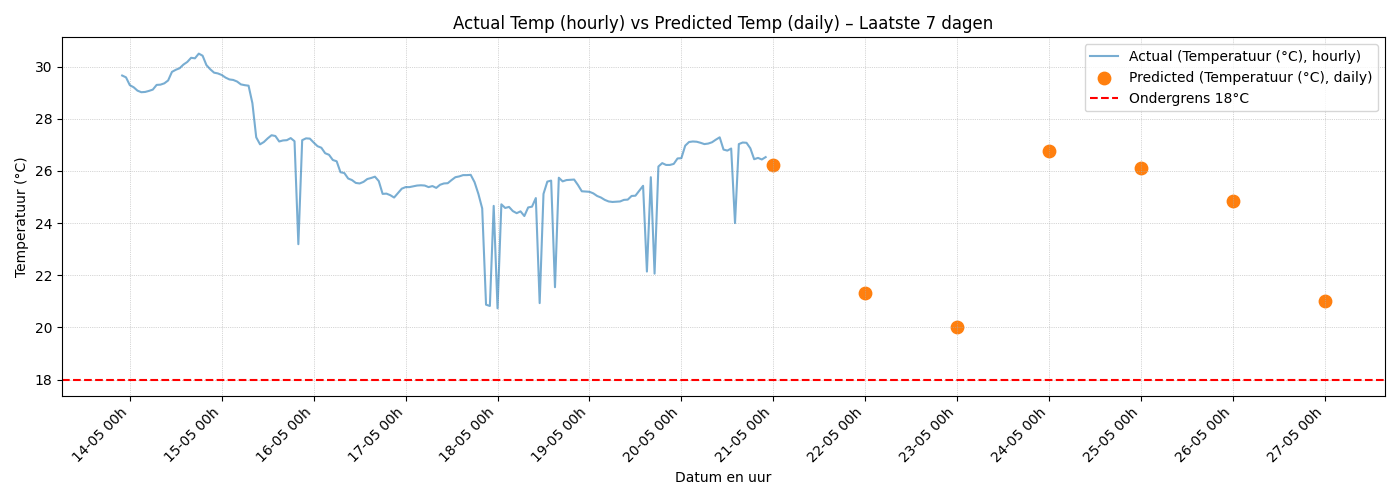 Actual Temp (hourly) vs Predicted Temp (daily) – Laatste 7 dagen
Actual (Temperatuur (°C), hourly)
Predicted (Temperatuur (°C), daily)
Ondergrens 18°C
Temperatuur (°C)
30
28
26
24
22
20
18
14-05 00h
15-05 00h
16-05 00h
17-05 00h
18-05 00h
19-05 00h
20-05 00h
21-05 00h
22-05 00h
23-05 00h
24-05 00h
25-05 00h
26-05 00h
27-05 00h
Datum en uur